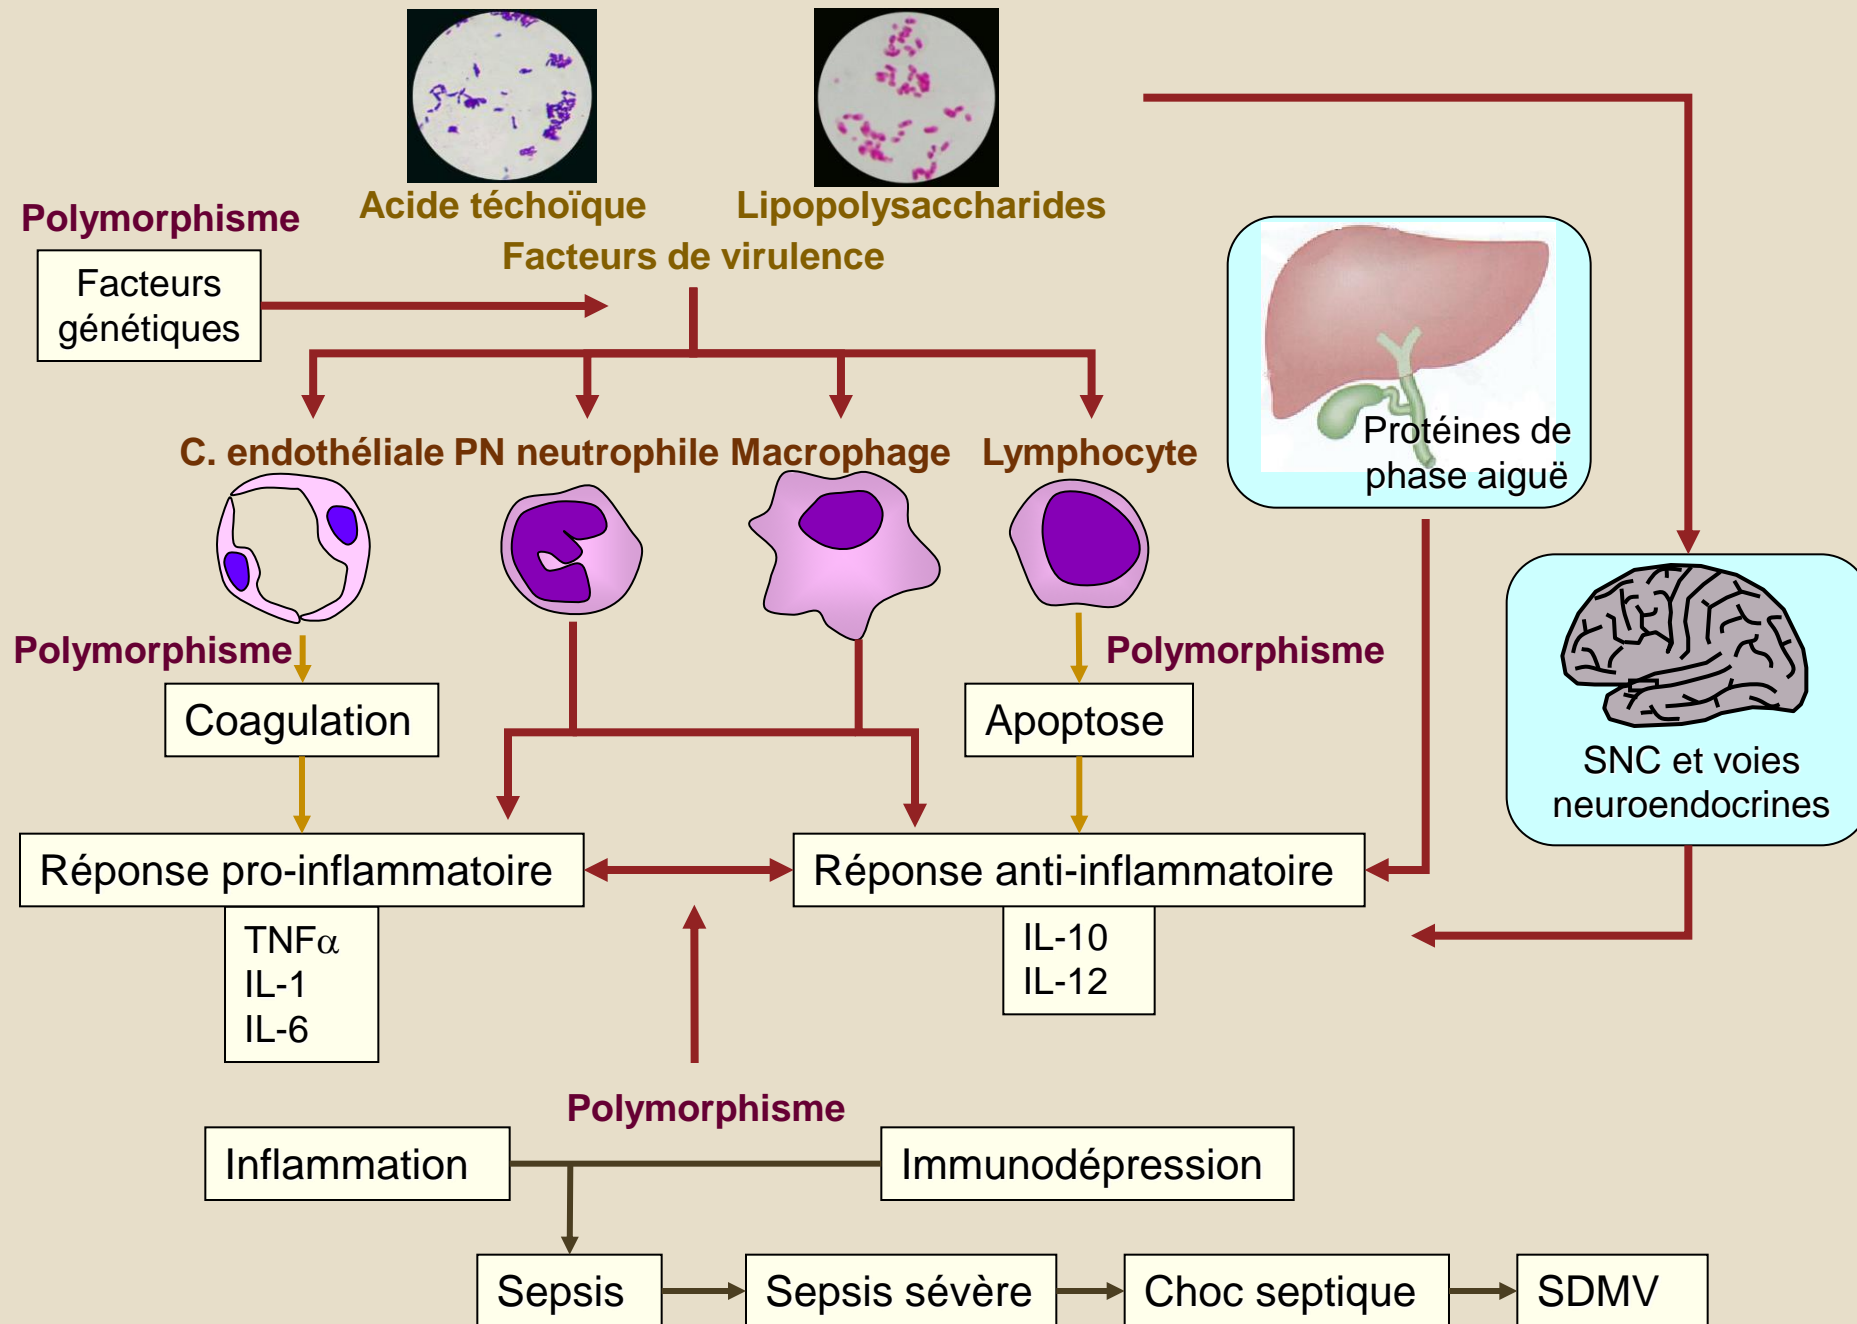 Acide téchoïque
Lipopolysaccharides
Polymorphisme
Facteurs de virulence
Facteurs
génétiques
C. endothéliale
PN neutrophile
Macrophage
Lymphocyte
Protéines de
phase aiguë
Polymorphisme
Polymorphisme
Coagulation
Apoptose
SNC et voies
neuroendocrines
Réponse pro-inflammatoire
Réponse anti-inflammatoire
TNFα
IL-1
IL-6
IL-10
IL-12
Polymorphisme
Inflammation
Immunodépression
Sepsis
Sepsis sévère
Choc septique
SDMV